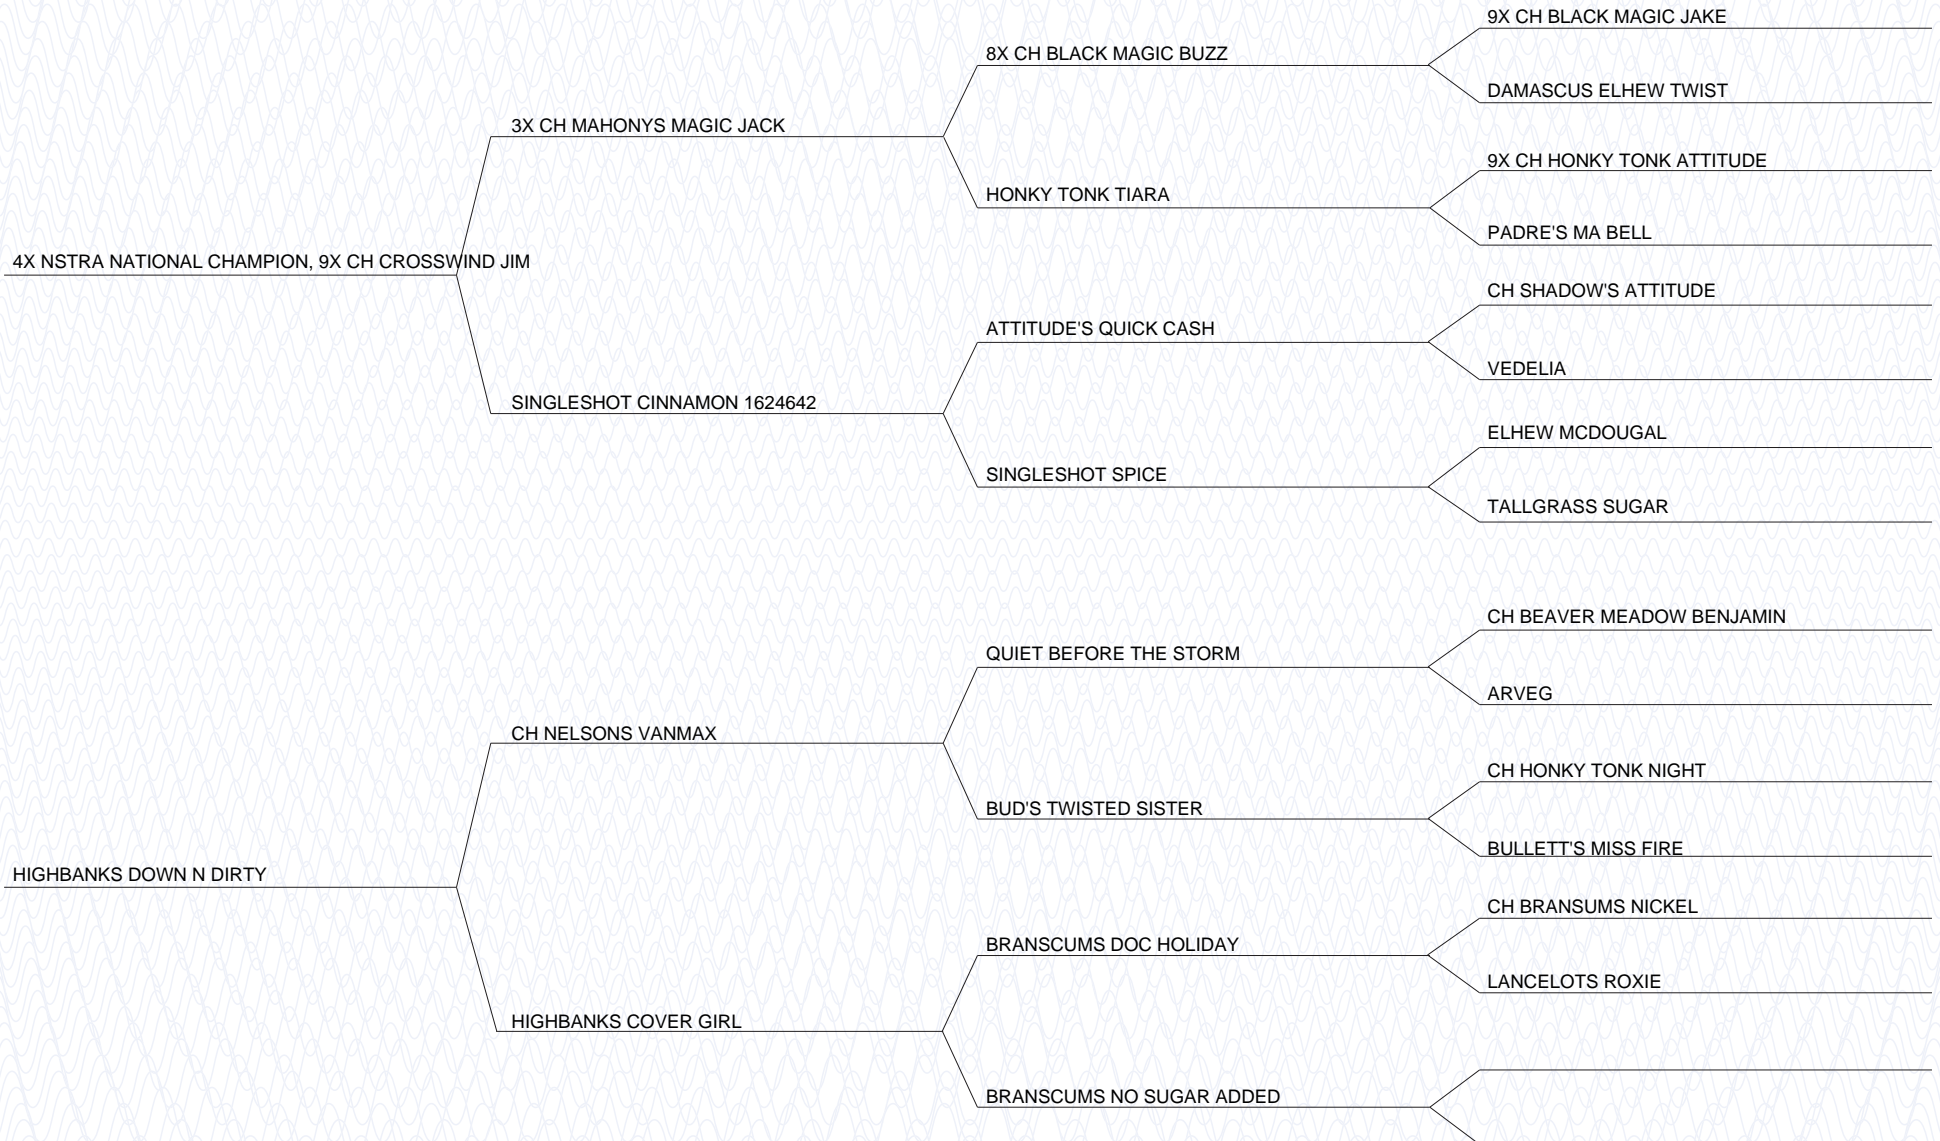 9X CH BLACK MAGIC JAKE
8X CH BLACK MAGIC BUZZ
DAMASCUS ELHEW TWIST
3X CH MAHONYS MAGIC JACK
9X CH HONKY TONK ATTITUDE
HONKY TONK TIARA
PADRE'S MA BELL
4X NSTRA NATIONAL CHAMPION, 9X CH CROSSWIND JIM
CH SHADOW'S ATTITUDE
ATTITUDE'S QUICK CASH
VEDELIA
SINGLESHOT CINNAMON 1624642
ELHEW MCDOUGAL
SINGLESHOT SPICE
TALLGRASS SUGAR
CH BEAVER MEADOW BENJAMIN
QUIET BEFORE THE STORM
ARVEG
CH NELSONS VANMAX
CH HONKY TONK NIGHT
BUD'S TWISTED SISTER
BULLETT'S MISS FIRE
HIGHBANKS DOWN N DIRTY
CH BRANSUMS NICKEL
BRANSCUMS DOC HOLIDAY
LANCELOTS ROXIE
HIGHBANKS COVER GIRL
BRANSCUMS NO SUGAR ADDED